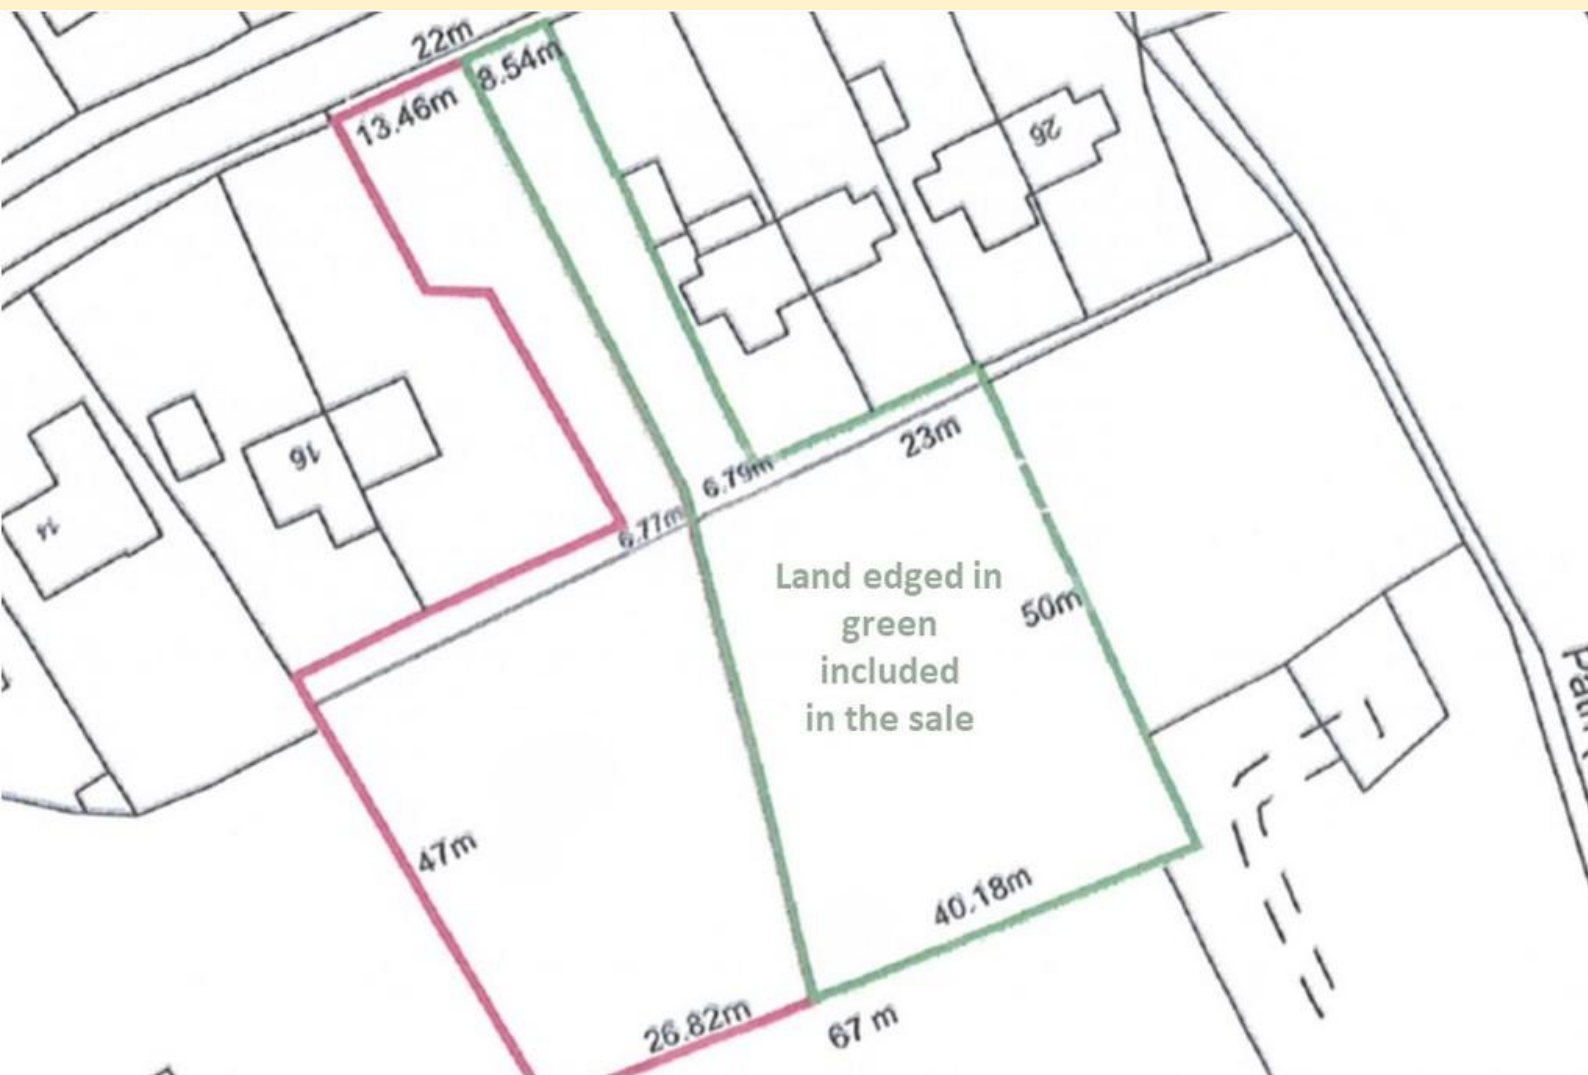 22m
8.54m
13.46m
26
16
14
6.79m
6.77m
23m
Land edged in
green
included
in the sale
50m
47m
40.18m
26.82m
67 m